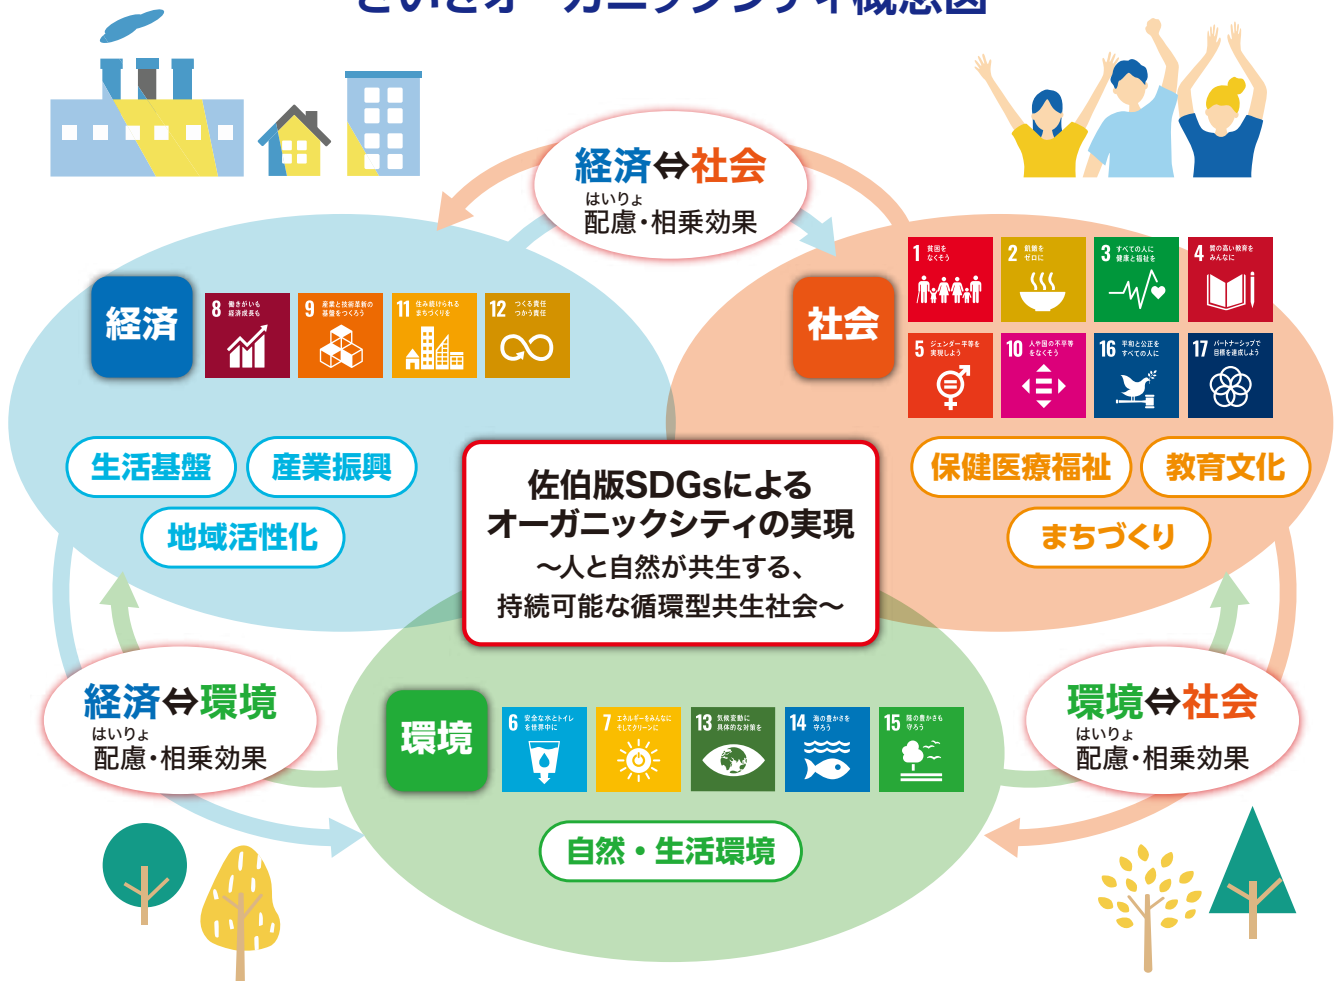 さいきオーガニックシティ概念図
経済⇔社会
はいりょ
配慮・相乗効果
経済
8 働きがいも
経済成長も
9 産業と技術革新の
基盤をつくろう
11 住み続けられる
まちづくりを
12 つくる責任
つかう責任
社会
1 貧困を
なくそう
2 飢餓を
ゼロに
3 すべての人に
健康と福祉を
4 質の高い教育を
みんなに
5 ジェンダー平等を
実現しよう
10 人や国の不平等
をなくそう
16 平和と公正を
すべての人に
17 パートナーシップで
目標を達成しよう
生活基盤
産業振興
地域活性化
保健医療福祉
教育文化
まちづくり
佐伯版SDGsによる
オーガニックシティの実現
～人と自然が共生する、
持続可能な循環型共生社会～
経済⇔環境
はいりょ
配慮・相乗効果
環境⇔社会
はいりょ
配慮・相乗効果
環境
6 安全な水とトイレ
を世界中に
7 エネルギーをみんなに
そしてクリーンに
13 気候変動に
具体的な対策を
14 海の豊かさを
守ろう
15 陸の豊かさも
守ろう
自然・生活環境